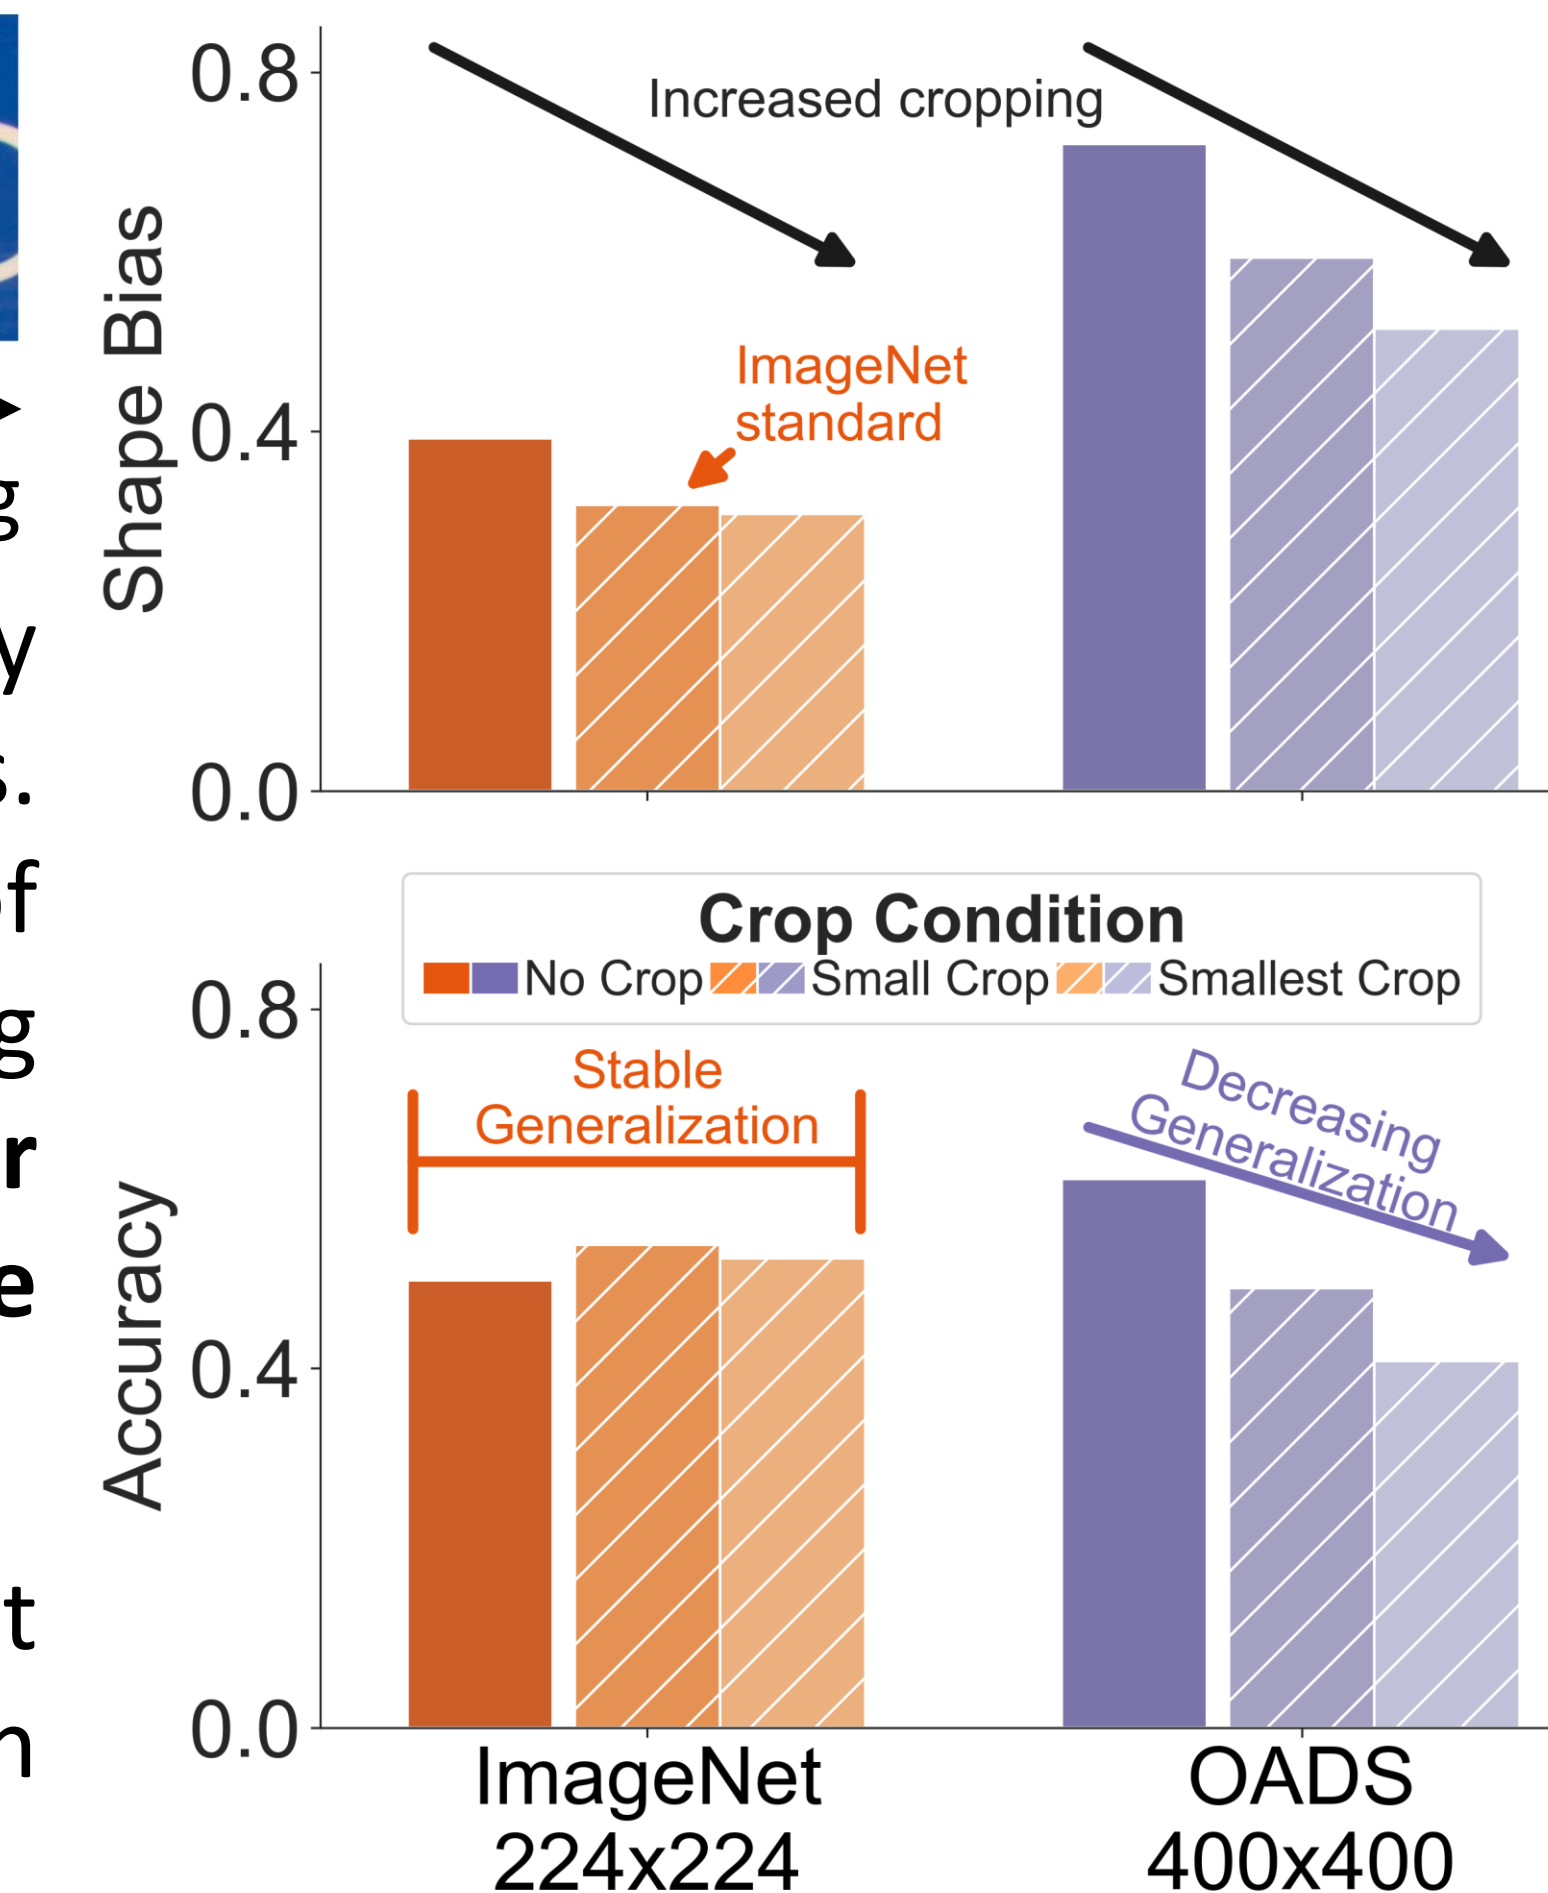 g
y
s.
of
g
r
e
t
n
0.8
0.4
0.0
Shape Bias
Increased cropping
ImageNet
standard
Crop Condition
No Crop Small Crop Smallest Crop
0.8
0.4
0.0
Accuracy
Stable
Generalization
Decreasing
Generalization
ImageNet
224x224
OADS
400x400